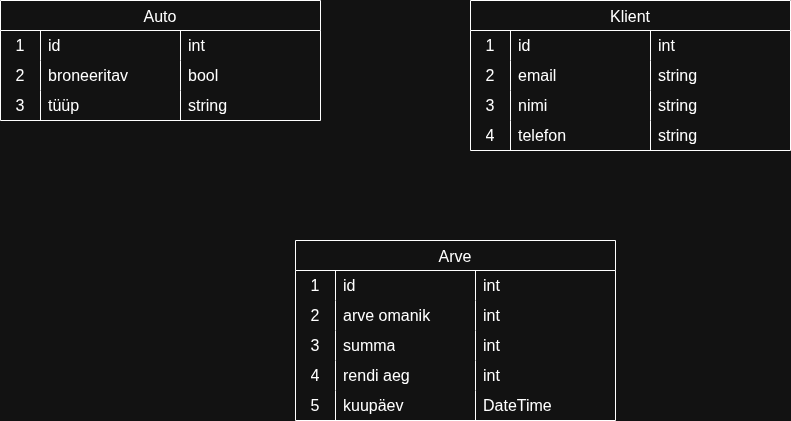 Auto
1 id int
2 broneeritav bool
3 tüüp string
Klient
1 id int
2 email string
3 nimi string
4 telefon string
Arve
1 id int
2 arve omanik int
3 summa int
4 rendi aeg int
5 kuupäev DateTime